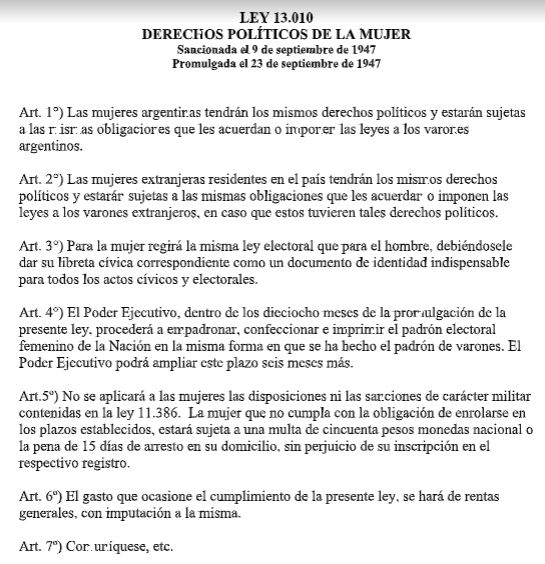 LEY 13.010
DERECHOS POLÍTICOS DE LA MUJER
Sancionada el 9 de septiembre de 1947
Promulgada el 23 de septiembre de 1947
Art. 1º) Las mujeres argentinas tendrán los mismos derechos políticos y estarán sujetas
a las mismas obligaciones que les acuerdan o imponen las leyes a los varones
argentinos.
Art. 2º) Las mujeres extranjeras residentes en el país tendrán los mismos derechos
políticos y estarán sujetas a las mismas obligaciones que les acuerdan o imponen las
leyes a los varones extranjeros, en caso que estos tuvieren tales derechos políticos.
Art. 3º) Para la mujer regirá la misma ley electoral que para el hombre, debiéndosele
dar su libreta cívica correspondiente como un documento de identidad indispensable
para todos los actos cívicos y electorales.
Art. 4º) El Poder Ejecutivo, dentro de los dieciocho meses de la promulgación de la
presente ley, procederá a empadronar, confeccionar e imprimir el padrón electoral
femenino de la Nación en la misma forma en que se ha hecho el padrón de varones. El
Poder Ejecutivo podrá ampliar este plazo seis meses más.
Art.5º) No se aplicará a las mujeres las disposiciones ni las sanciones de carácter militar
contenidas en la ley 11.386. La mujer que no cumpla con la obligación de enrolarse en
los plazos establecidos, estará sujeta a una multa de cincuenta pesos monedas nacional o
la pena de 15 días de arresto en su domicilio, sin perjuicio de su inscripción en el
respectivo registro.
Art. 6º) El gasto que ocasione el cumplimiento de la presente ley, se hará de rentas
generales, con imputación a la misma.
Art. 7º) Comuníquese, etc.